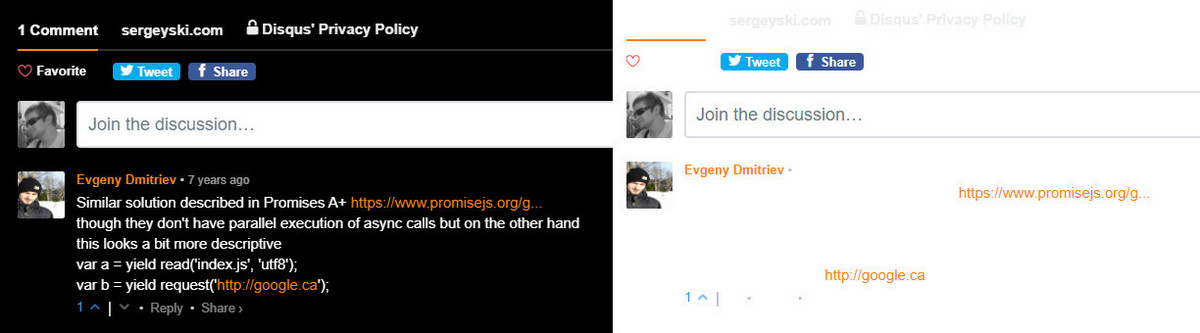 1 Comment sergeyski.com Disqus' Privacy Policy
Favorite Tweet f Share
Join the discussion…
Evgeny Dmitriev • 7 years ago
Similar solution described in Promises A+ https://www.promisejs.org/g...
though they don't have parallel execution of async calls but on the other hand
this looks a bit more descriptive
var a = yield read('index.js', 'utf8');
var b = yield request('http://google.ca');
1 | • Reply • Share ›
sergeyski.com Disqus' Privacy Policy
Tweet f Share
Join the discussion…
Evgeny Dmitriev •
https://www.promisejs.org/g...
http://google.ca
1 | • •